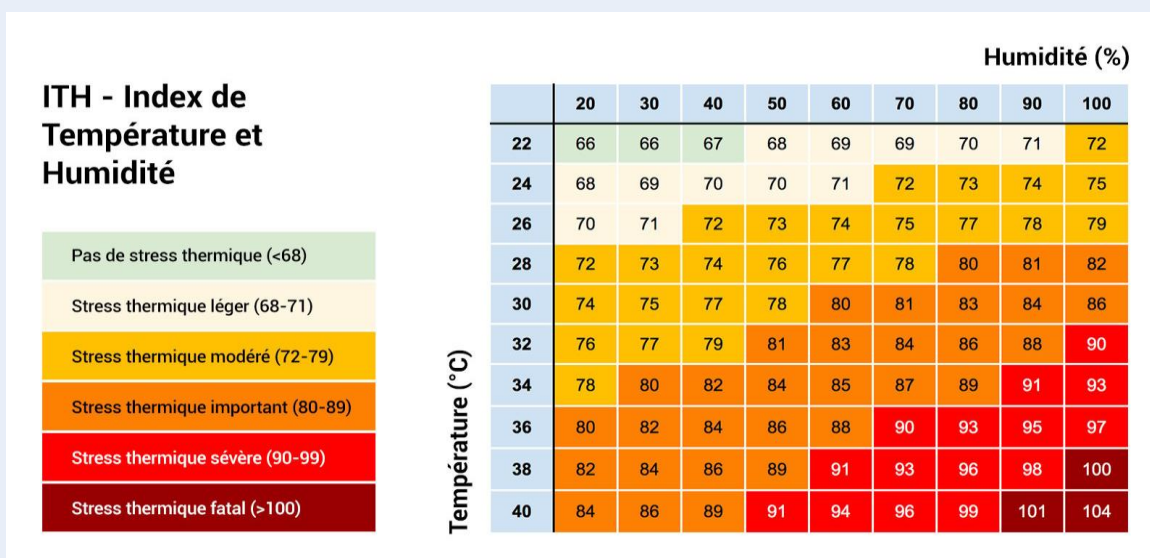 Humidité (%)
ITH - Index de
Température et
Humidité
Pas de stress thermique (<68)
Stress thermique léger (68-71)
Stress thermique modéré (72-79)
Stress thermique important (80-89)
Stress thermique sévère (90-99)
Stress thermique fatal (>100)
Température (°C)
20 30 40 50 60 70 80 90 100
22 66 66 67 68 69 69 70 71 72
24 68 69 70 70 71 72 73 74 75
26 70 71 72 73 74 75 77 78 79
28 72 73 74 76 77 78 80 81 82
30 74 75 77 78 80 81 83 84 86
32 76 77 79 81 83 84 86 88 90
34 78 80 82 84 85 87 89 91 93
36 80 82 84 86 88 90 93 95 97
38 82 84 86 89 91 93 96 98 100
40 84 86 89 91 94 96 99 101 104